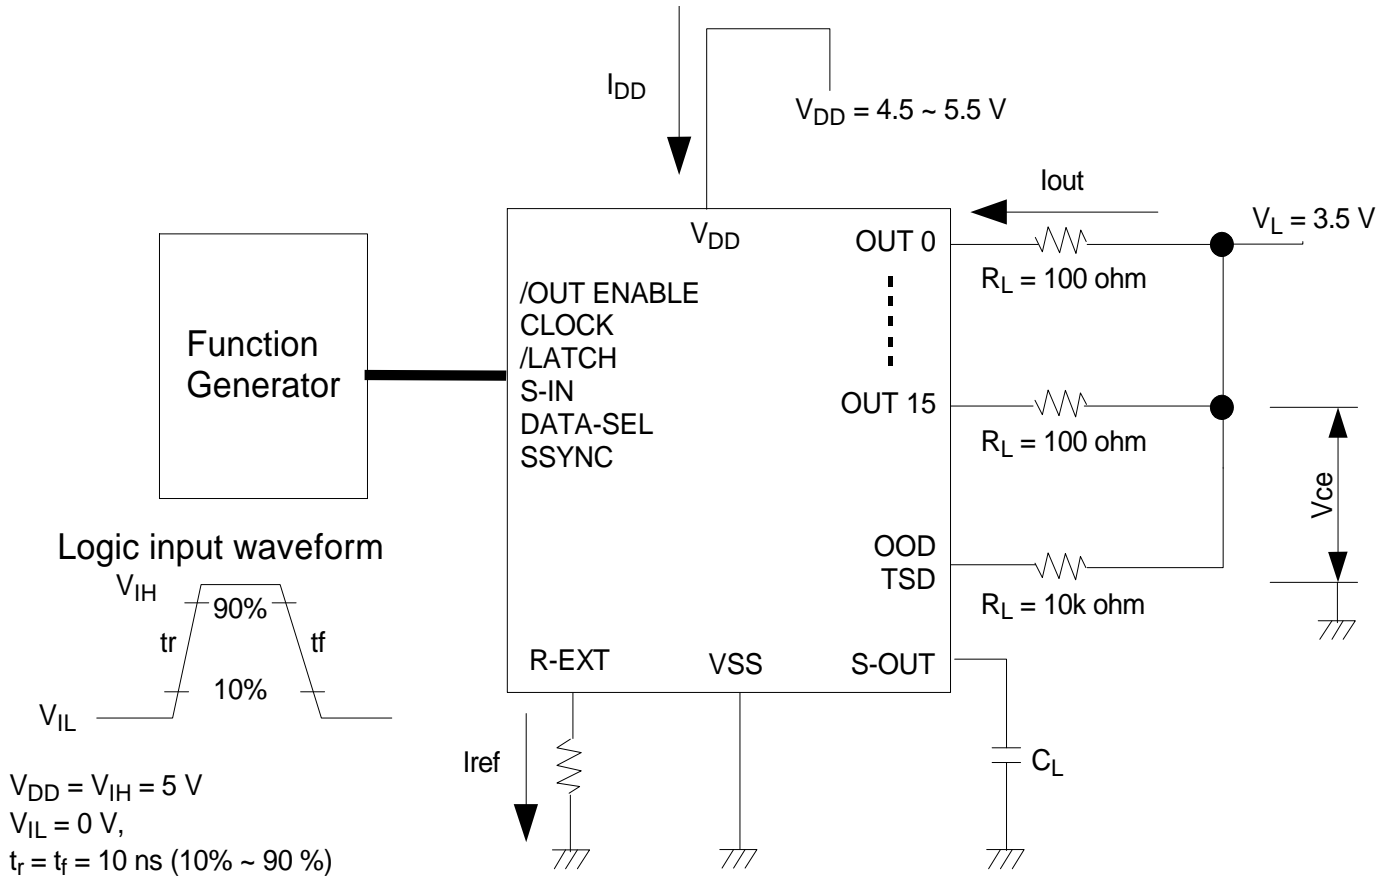 IDD
VDD = 4.5 ~ 5.5 V
Iout
VL = 3.5 V
VDD
OUT 0
RL = 100 ohm
/OUT ENABLE
CLOCK
/LATCH
S-IN
DATA-SEL
SSYNC
Function
Generator
OUT 15
RL = 100 ohm
Vce
OOD
TSD
RL = 10k ohm
Logic input waveform
VIH
90%
tr
tf
10%
VIL
R-EXT
VSS
S-OUT
Iref
CL
VDD = VIH = 5 V
VIL = 0 V,
tr = tf = 10 ns (10% ~ 90 %)